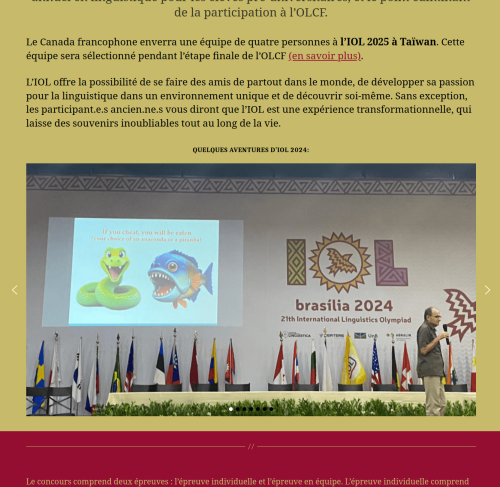 de la participation à l'OLCF.
Le Canada francophone enverra une équipe de quatre personnes à l'IOL 2025 à Taïwan. Cette
équipe sera sélectionné pendant l'étape finale de l'OLCF (en savoir plus).
L'IOL offre la possibilité de se faire des amis de partout dans le monde, de développer sa passion
pour la linguistique dans un environnement unique et de découvrir soi-même. Sans exception,
les participant.e.s ancien.ne.s vous diront que l'IOL est une expérience transformationnelle, qui
laisse des souvenirs inoubliables tout au long de la vie.
QUELQUES AVENTURES D'IOL 2024:
If you cheat, you will be eaten
IOL
brasilia 2024
21th International Linguistics Olympiad
//
Le concours comprend deux épreuves : l'épreuve individuelle et l'épreuve en équipe. L'épreuve individuelle comprend